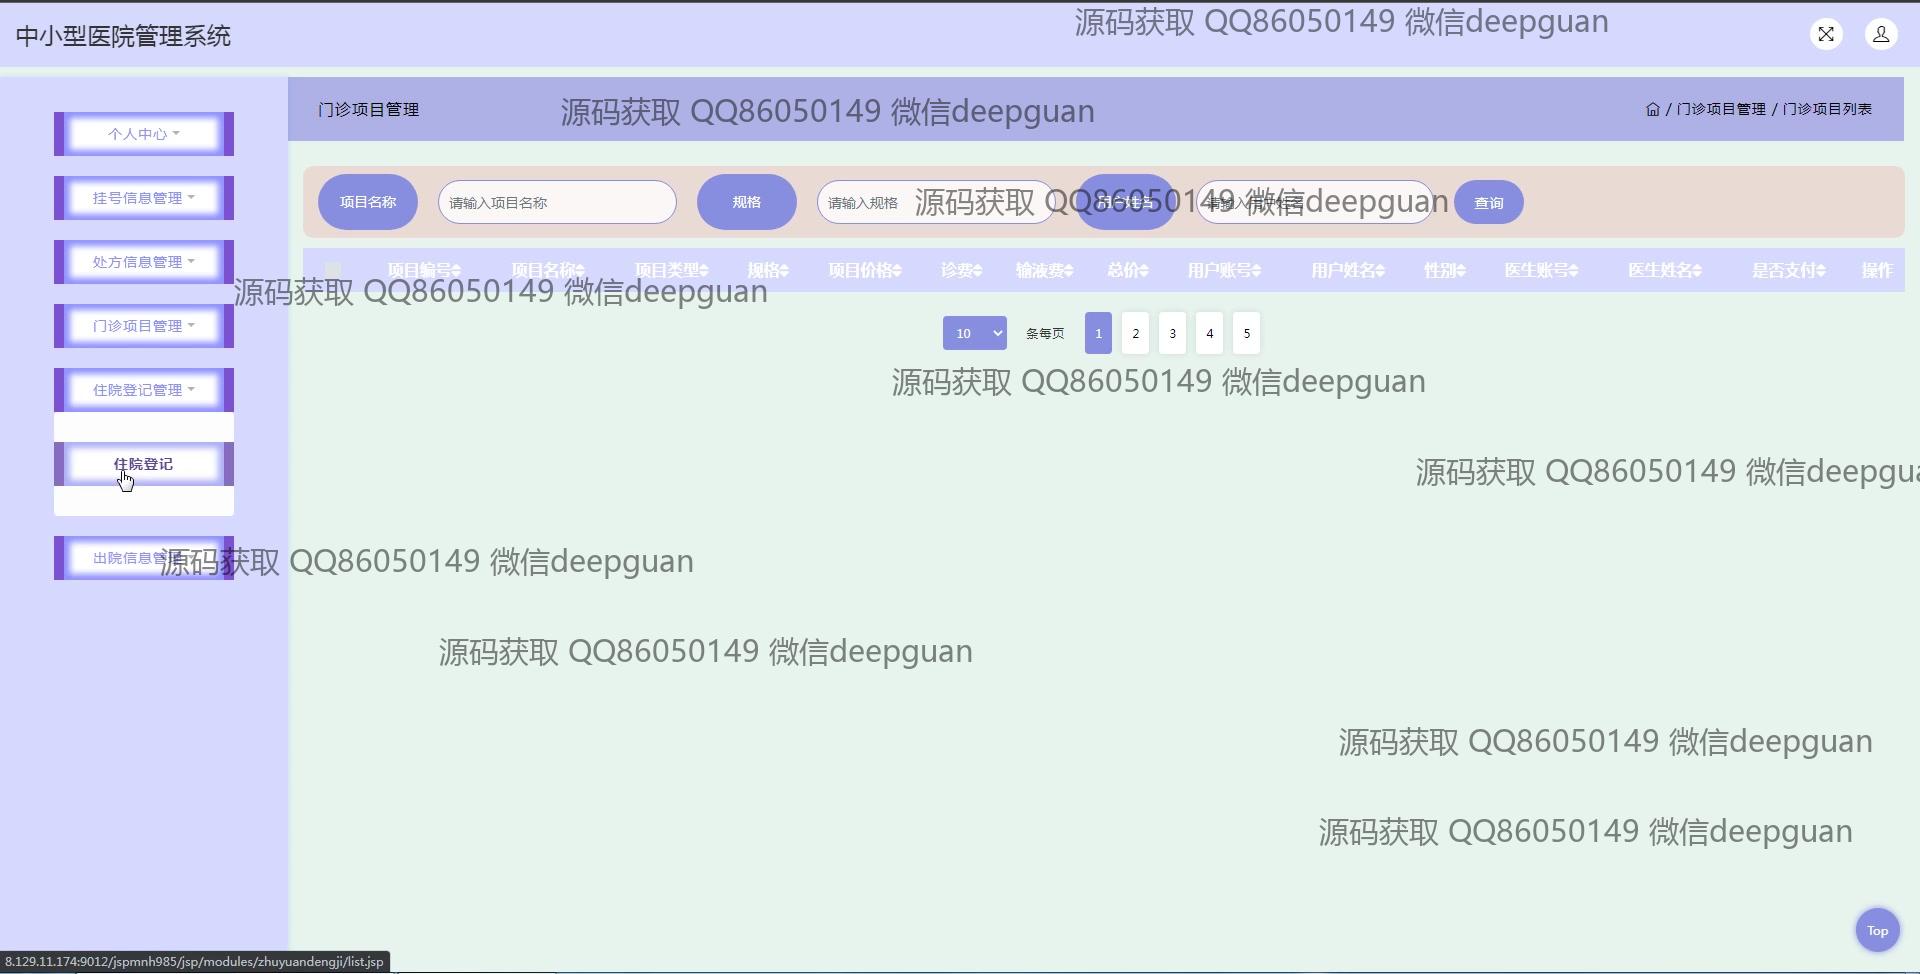 源码获取 QQ86050149 微信deepguan
中小型医院管理系统
门诊项目管理
源码获取 QQ86050149 微信deepguan
/ 门诊项目管理 / 门诊项目列表
个人中心
挂号信息管理
处方信息管理
门诊项目管理
住院登记管理
住院登记
出院信息管理
项目名称
请输入项目名称
规格
请输入规格
源码获取 QQ86050149 微信deepguan
用户姓名
请输入用户姓名
查询
项目编号 项目名称 项目类型 规格 项目价格 诊费 输液费 总价 用户账号 用户姓名 性别 医生账号 医生姓名 是否支付 操作
源码获取 QQ86050149 微信deepguan
10 条每页 1 2 3 4 5
源码获取 QQ86050149 微信deepguan
源码获取 QQ86050149 微信deepgua
源码获取 QQ86050149 微信deepguan
源码获取 QQ86050149 微信deepguan
源码获取 QQ86050149 微信deepguan
源码获取 QQ86050149 微信deepguan
Top
8.129.11.174:9012/jspmnh985/jsp/modules/zhuyuandengji/list.jsp